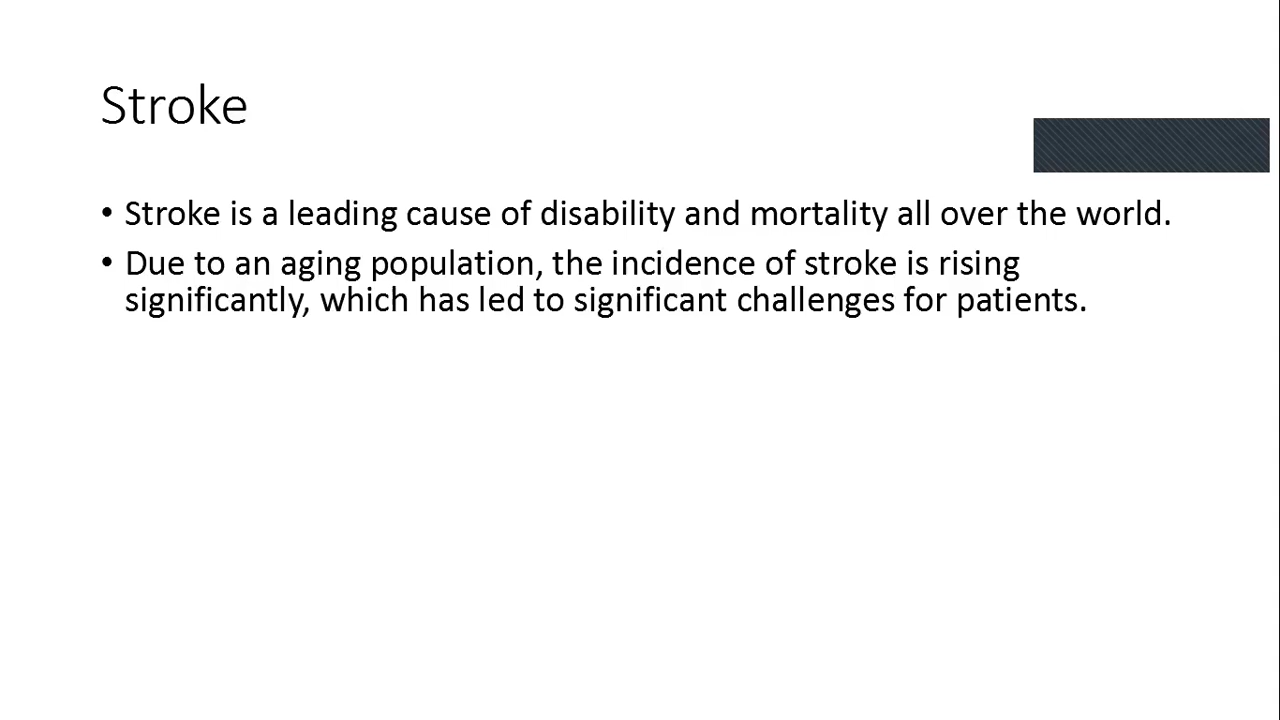 Stroke
• Stroke is a leading cause of disability and mortality all over the world.
• Due to an aging population, the incidence of stroke is rising
significantly, which has led to significant challenges for patients.